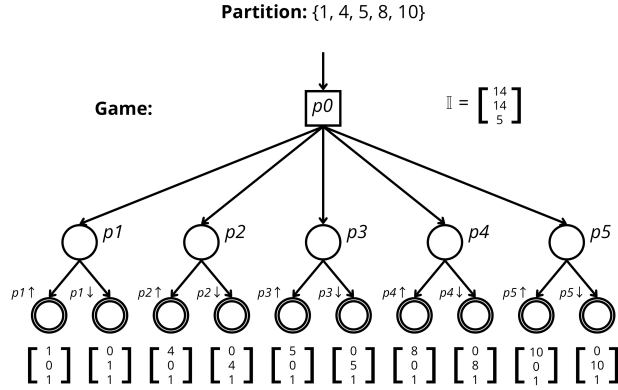 Partition: {1, 4, 5, 8, 10}
Game:
p0
𝕀 = [14 14 5]
p1 p2 p3 p4 p5
p1↑ p1↓ p2↑ p2↓ p3↑ p3↓ p4↑ p4↓ p5↑ p5↓
[1 0 1] [0 1 1] [4 0 1] [0 4 1] [5 0 1] [0 5 1] [8 0 1] [0 8 1] [10 0 1] [0 10 1]